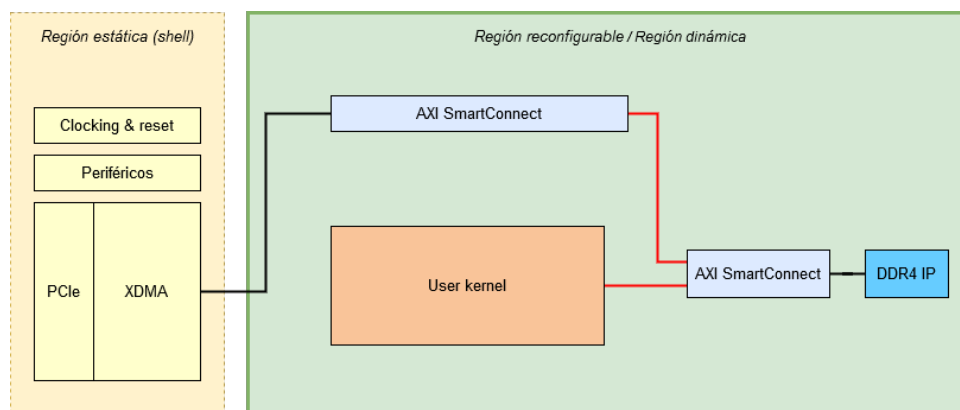 Región estática (shell)
Región reconfigurable / Región dinámica
AXI SmartConnect
Clocking & reset
Periféricos
PCIe
XDMA
User kernel
AXI SmartConnect
DDR4 IP